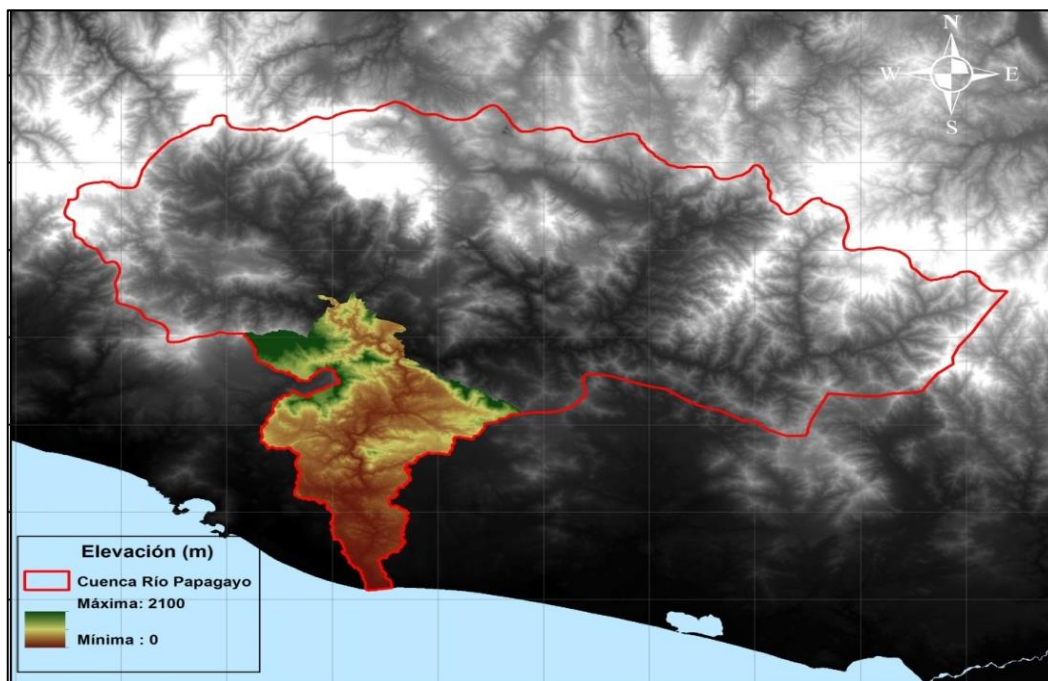 N
W E
S
Elevación (m)
Cuenca Río Papagayo
Máxima: 2100
Mínima : 0